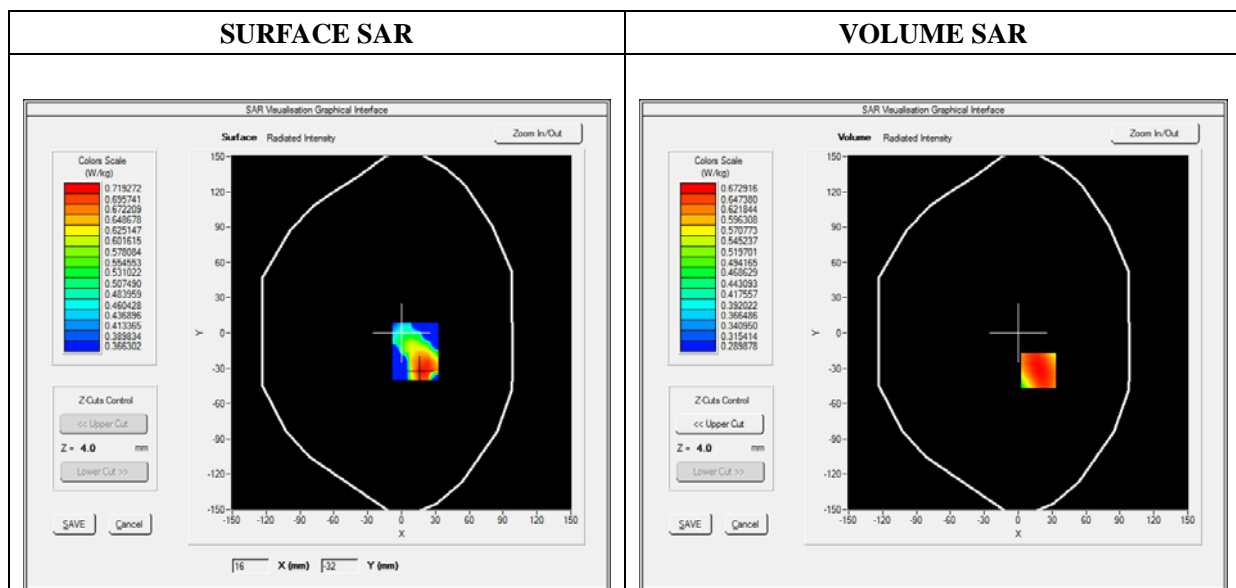 SURFACE SAR
VOLUME SAR
SAR Visualisation Graphical Interface
Surface Radiated Intensity
Zoom In/Out
Colors Scale
(W/kg)
0.719272
0.695741
0.672209
0.648678
0.625147
0.601615
0.578084
0.554553
0.531022
0.507490
0.483959
0.460428
0.436896
0.413365
0.389834
0.366302
Z-Cuts Control
<< Upper Cut
Z = 4.0 mm
Lower Cut >>
SAVE Cancel
150
120
90
60
30
0
-30
-60
-90
-120
-150
Y
-150 -120 -90 -60 -30 0 30 60 90 120 150
X
16 X (mm) -32 Y (mm)
SAR Visualisation Graphical Interface
Volume Radiated Intensity
Zoom In/Out
Colors Scale
(W/kg)
0.672916
0.647380
0.621844
0.596308
0.570773
0.545237
0.519701
0.494165
0.468629
0.443093
0.417557
0.392022
0.366486
0.340950
0.315414
0.289878
Z-Cuts Control
<< Upper Cut
Z = 4.0 mm
Lower Cut >>
SAVE Cancel
150
120
90
60
30
0
-30
-60
-90
-120
-150
Y
-150 -120 -90 -60 -30 0 30 60 90 120 150
X